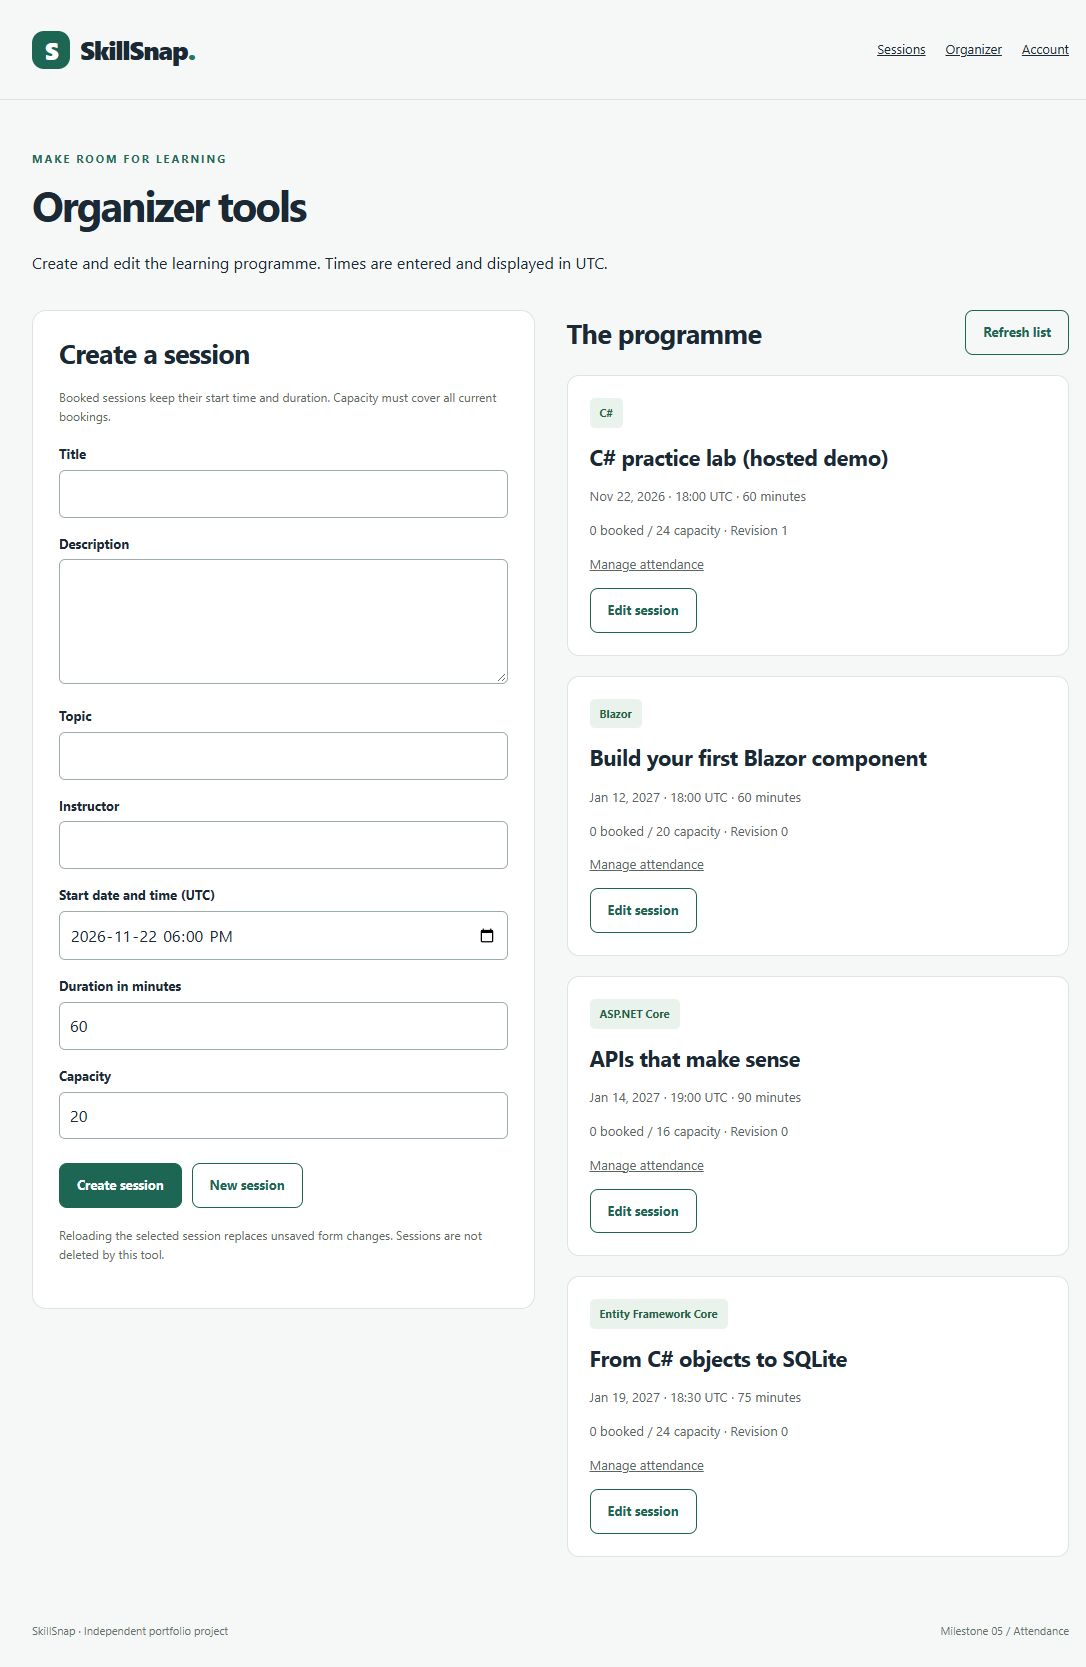 S SkillSnap.
Sessions Organizer Account
MAKE ROOM FOR LEARNING
Organizer tools
Create and edit the learning programme. Times are entered and displayed in UTC.
Create a session
Booked sessions keep their start time and duration. Capacity must cover all current
bookings.
Title
Description
Topic
Instructor
Start date and time (UTC)
2026-11-22 06:00 PM
Duration in minutes
60
Capacity
20
Create session New session
Reloading the selected session replaces unsaved form changes. Sessions are not
deleted by this tool.
The programme
Refresh list
C#
C# practice lab (hosted demo)
Nov 22, 2026 · 18:00 UTC · 60 minutes
0 booked / 24 capacity · Revision 1
Manage attendance
Edit session
Blazor
Build your first Blazor component
Jan 12, 2027 · 18:00 UTC · 60 minutes
0 booked / 20 capacity · Revision 0
Manage attendance
Edit session
ASP.NET Core
APIs that make sense
Jan 14, 2027 · 19:00 UTC · 90 minutes
0 booked / 16 capacity · Revision 0
Manage attendance
Edit session
Entity Framework Core
From C# objects to SQLite
Jan 19, 2027 · 18:30 UTC · 75 minutes
0 booked / 24 capacity · Revision 0
Manage attendance
Edit session
SkillSnap · Independent portfolio project
Milestone 05 / Attendance